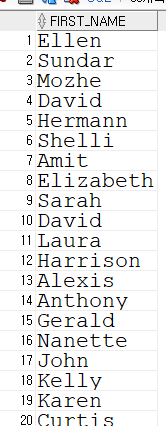 FIRST_NAME
1 Ellen
2 Sundar
3 Mozhe
4 David
5 Hermann
6 Shelli
7 Amit
8 Elizabeth
9 Sarah
10 David
11 Laura
12 Harrison
13 Alexis
14 Anthony
15 Gerald
16 Nanette
17 John
18 Kelly
19 Karen
20 Curtis